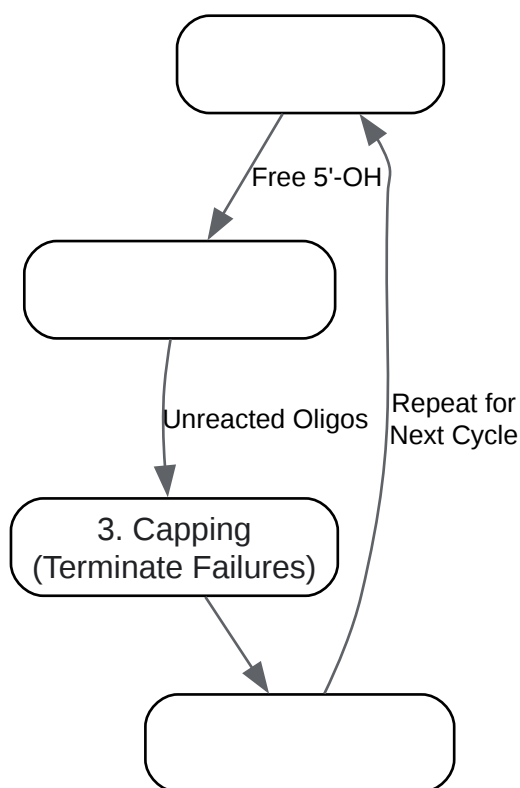 Free 5'-OH
Unreacted Oligos
Repeat for
Next Cycle
3. Capping
(Terminate Failures)